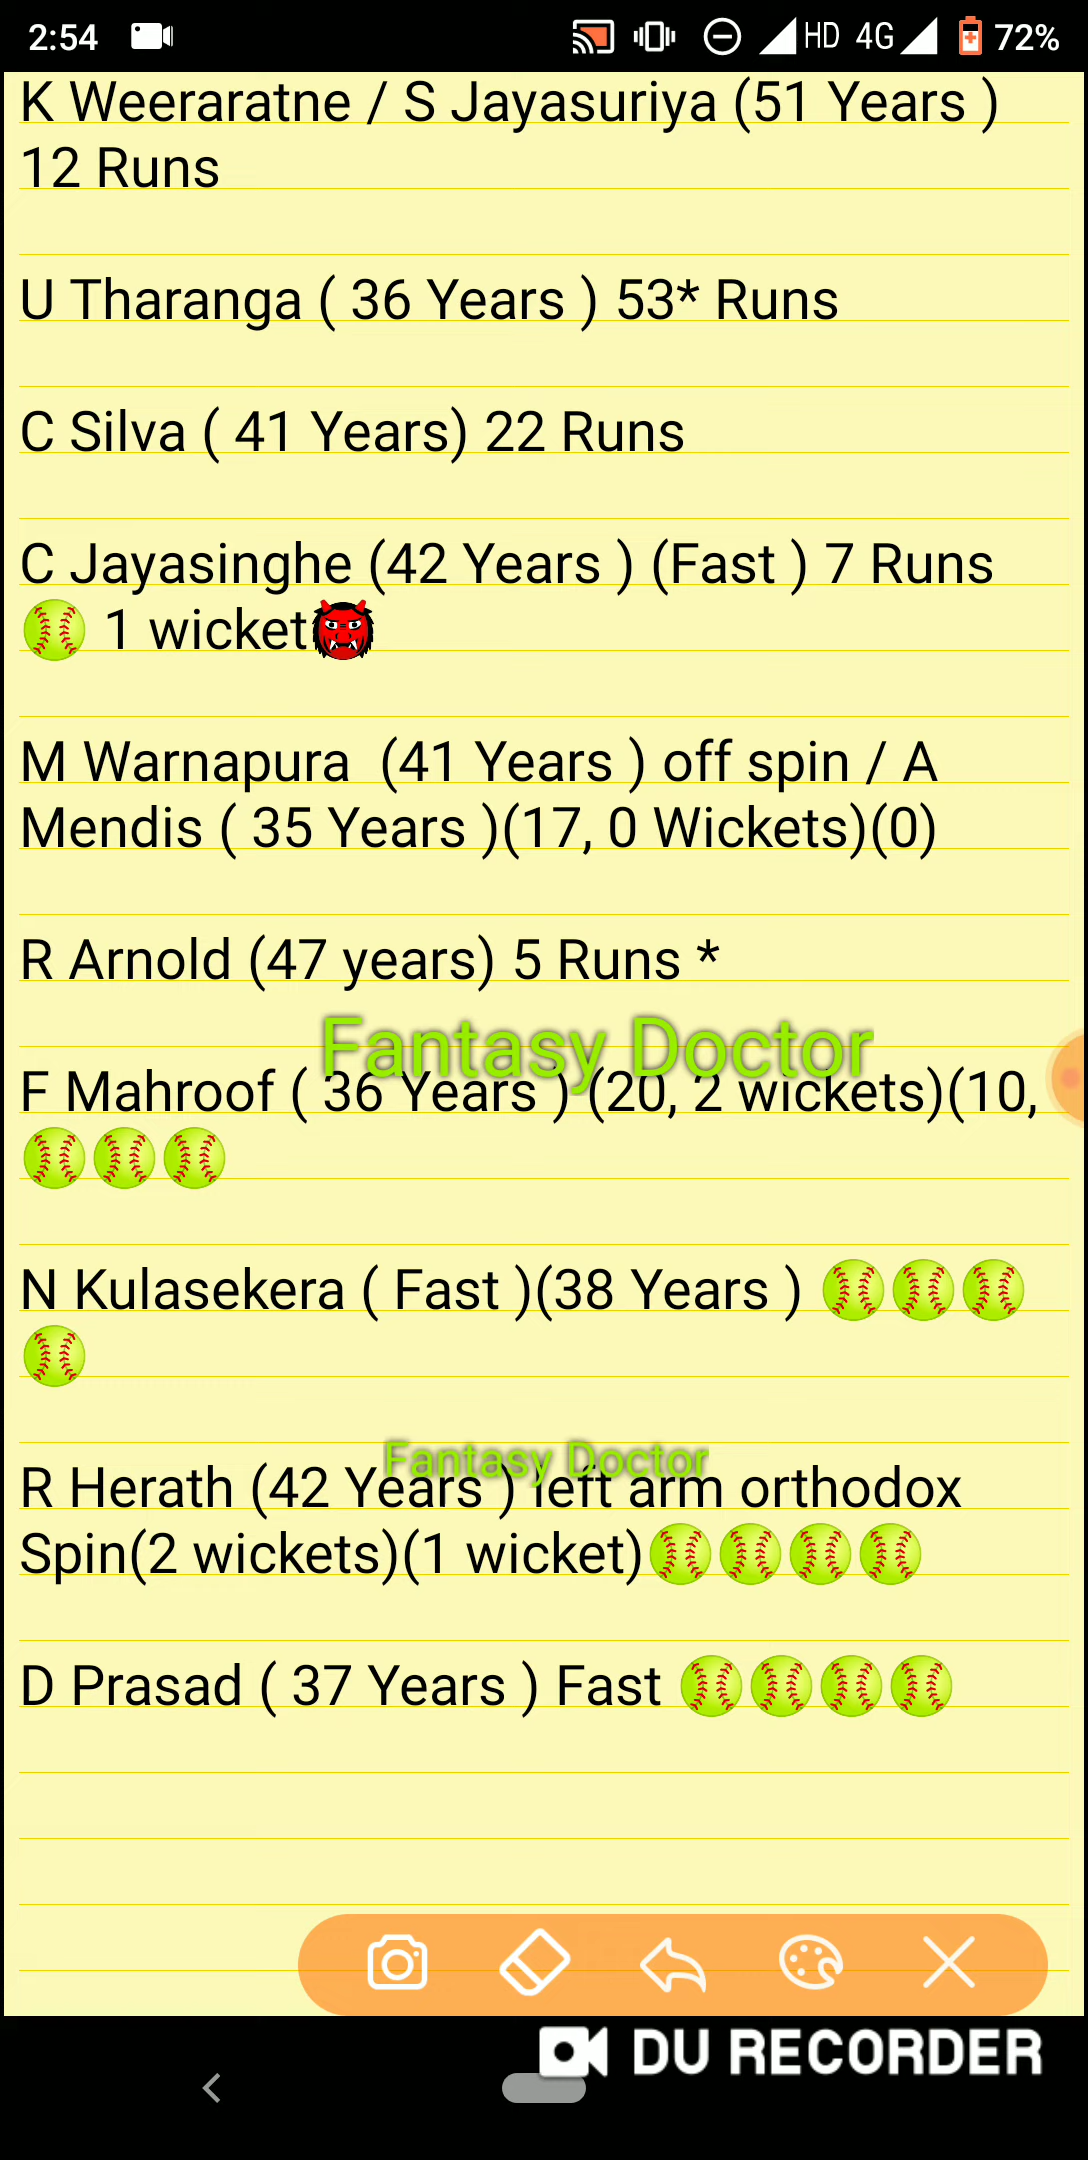 2:54 HD 4G 72%
K Weeraratne / S Jayasuriya (51 Years )
12 Runs
U Tharanga ( 36 Years ) 53* Runs
C Silva ( 41 Years) 22 Runs
C Jayasinghe (42 Years ) (Fast ) 7 Runs
🥎 1 wicket👹
M Warnapura  (41 Years ) off spin / A
Mendis ( 35 Years )(17, 0 Wickets)(0)
R Arnold (47 years) 5 Runs *
Fantasy Doctor
F Mahroof ( 36 Years ) (20, 2 wickets)(10,
🥎🥎🥎
N Kulasekera ( Fast )(38 Years ) 🥎🥎🥎
🥎
Fantasy Doctor
R Herath (42 Years ) left arm orthodox
Spin(2 wickets)(1 wicket)🥎🥎🥎🥎
D Prasad ( 37 Years ) Fast 🥎🥎🥎🥎
DU RECORDER